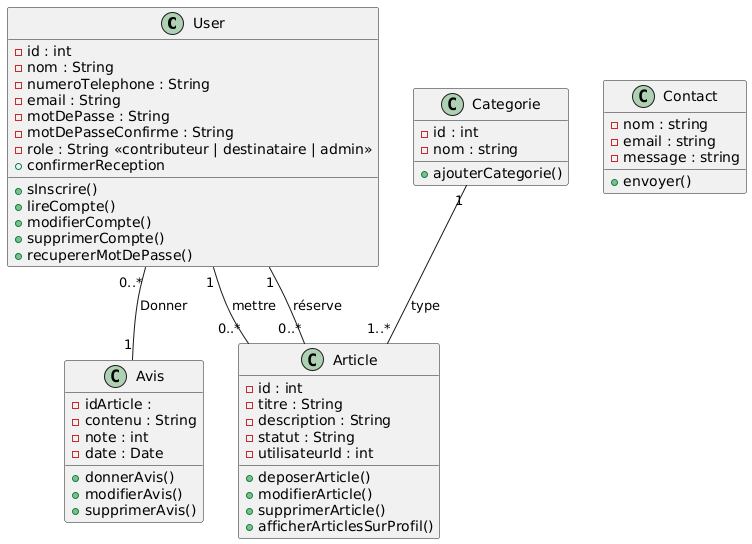 C User
id : int
nom : String
numeroTelephone : String
email : String
motDePasse : String
motDePasseConfirme : String
role : String «contributeur | destinataire | admin»
confirmerReception
sInscrire()
lireCompte()
modifierCompte()
supprimerCompte()
recupererMotDePasse()
C Categorie
id : int
nom : string
ajouterCategorie()
C Contact
nom : string
email : string
message : string
envoyer()
0..*
Donner
1
1
mettre
0..*
1
réserve
0..*
1
type
1..*
C Avis
idArticle :
contenu : String
note : int
date : Date
donnerAvis()
modifierAvis()
supprimerAvis()
C Article
id : int
titre : String
description : String
statut : String
utilisateurId : int
deposerArticle()
modifierArticle()
supprimerArticle()
afficherArticlesSurProfil()